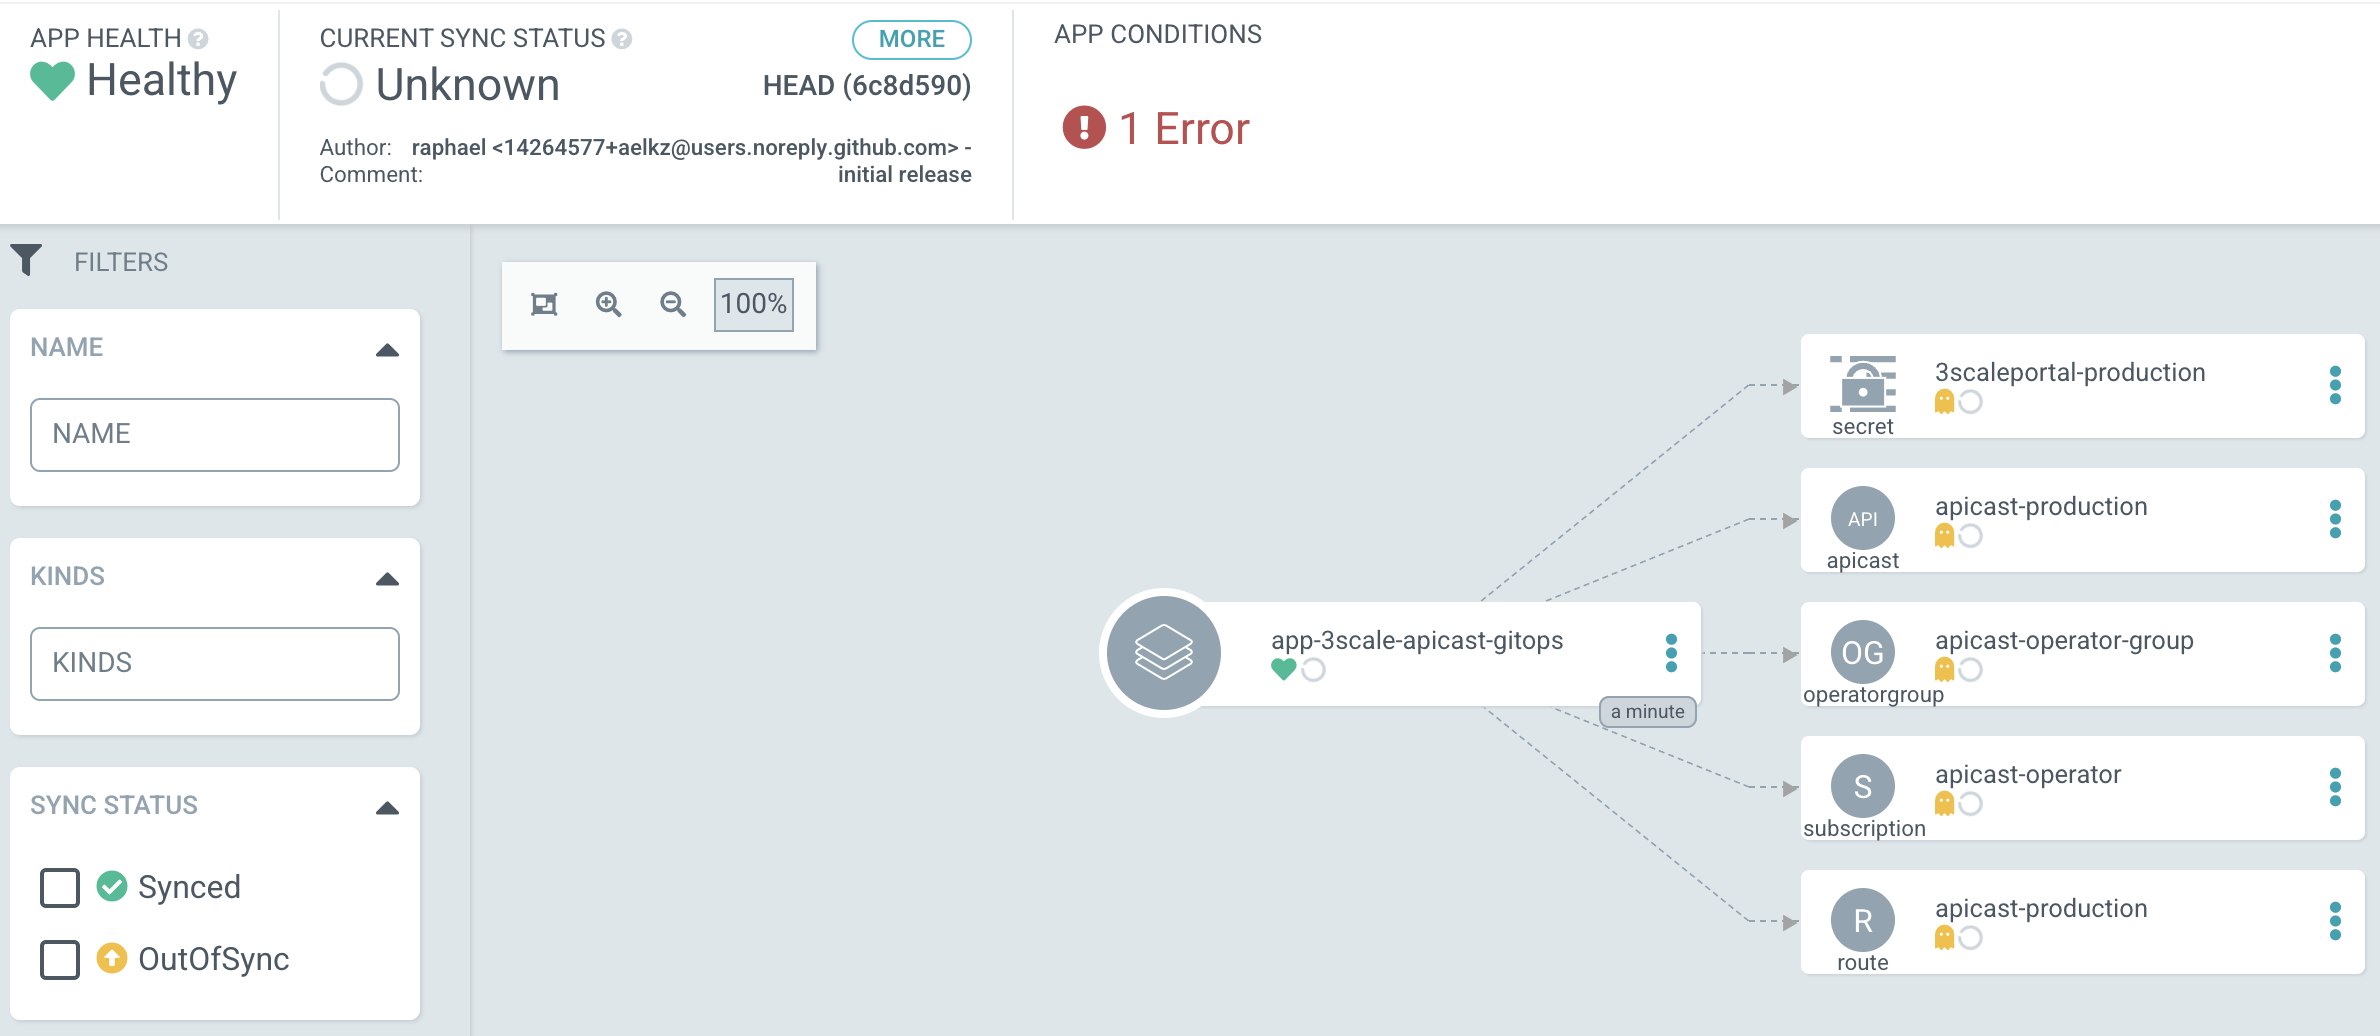 APP HEALTH
Healthy
CURRENT SYNC STATUS
MORE
Unknown
HEAD (6c8d590)
Author: raphael <14264577+aelkz@users.noreply.github.com> -
Comment: initial release
APP CONDITIONS
1 Error
FILTERS
NAME
NAME
KINDS
KINDS
SYNC STATUS
Synced
OutOfSync
100%
app-3scale-apicast-gitops
a minute
3scaleportal-production
secret
API
apicast-production
apicast
OG
apicast-operator-group
operatorgroup
S
apicast-operator
subscription
R
apicast-production
route